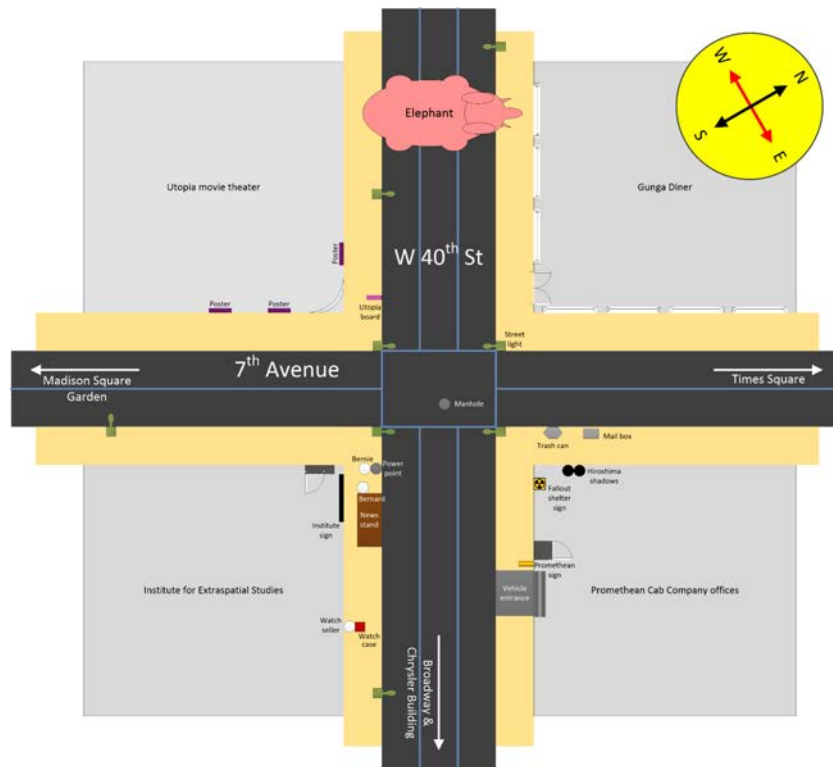 Elephant
W
N
S
E
Utopia movie theater
Gunga Diner
W 40th St
Poster
Poster
Poster
Utopia
board
Street
light
7th Avenue
Madison Square
Garden
Times Square
Manhole
Trash can
Mail box
Bernie
Power
point
Hiroshima
shadows
Bernard
News
stand
Institute
sign
Fallout
shelter
sign
Promethean
sign
Institute for Extraspatial Studies
Vehicle
entrance
Promethean Cab Company offices
Watch
seller
Watch
case
Broadway &
Chrysler Building